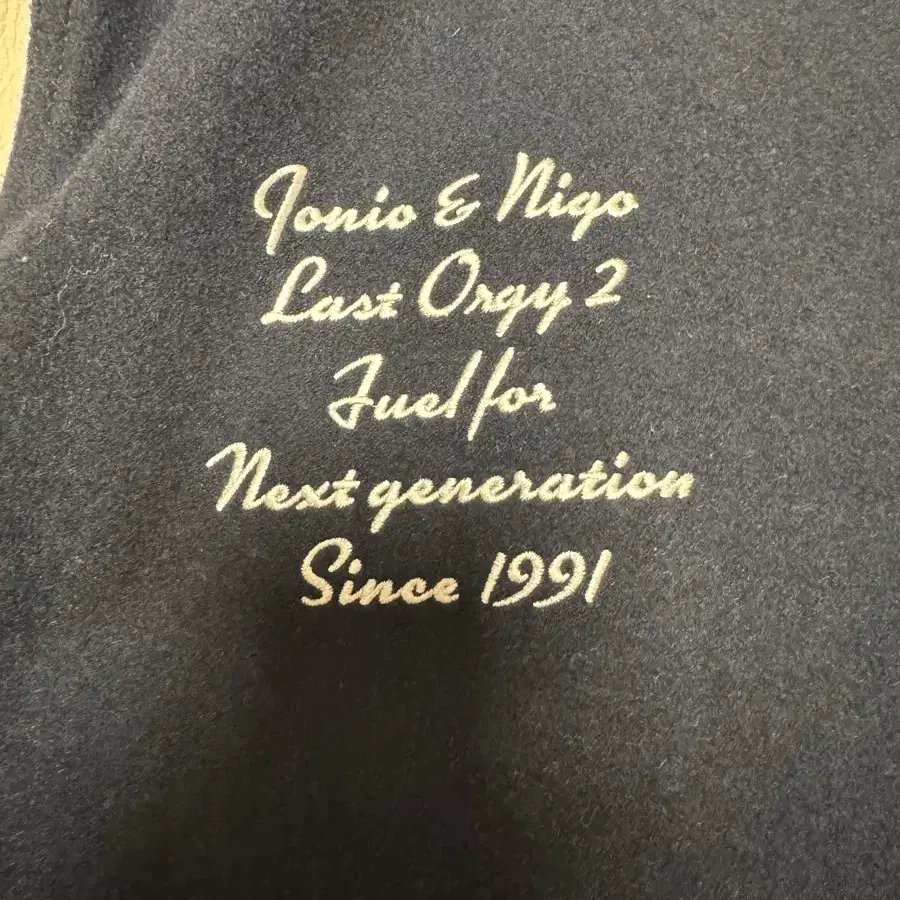 Jonio & Nigo
Last Orgy 2
Fuel for
Next generation
Since 1991